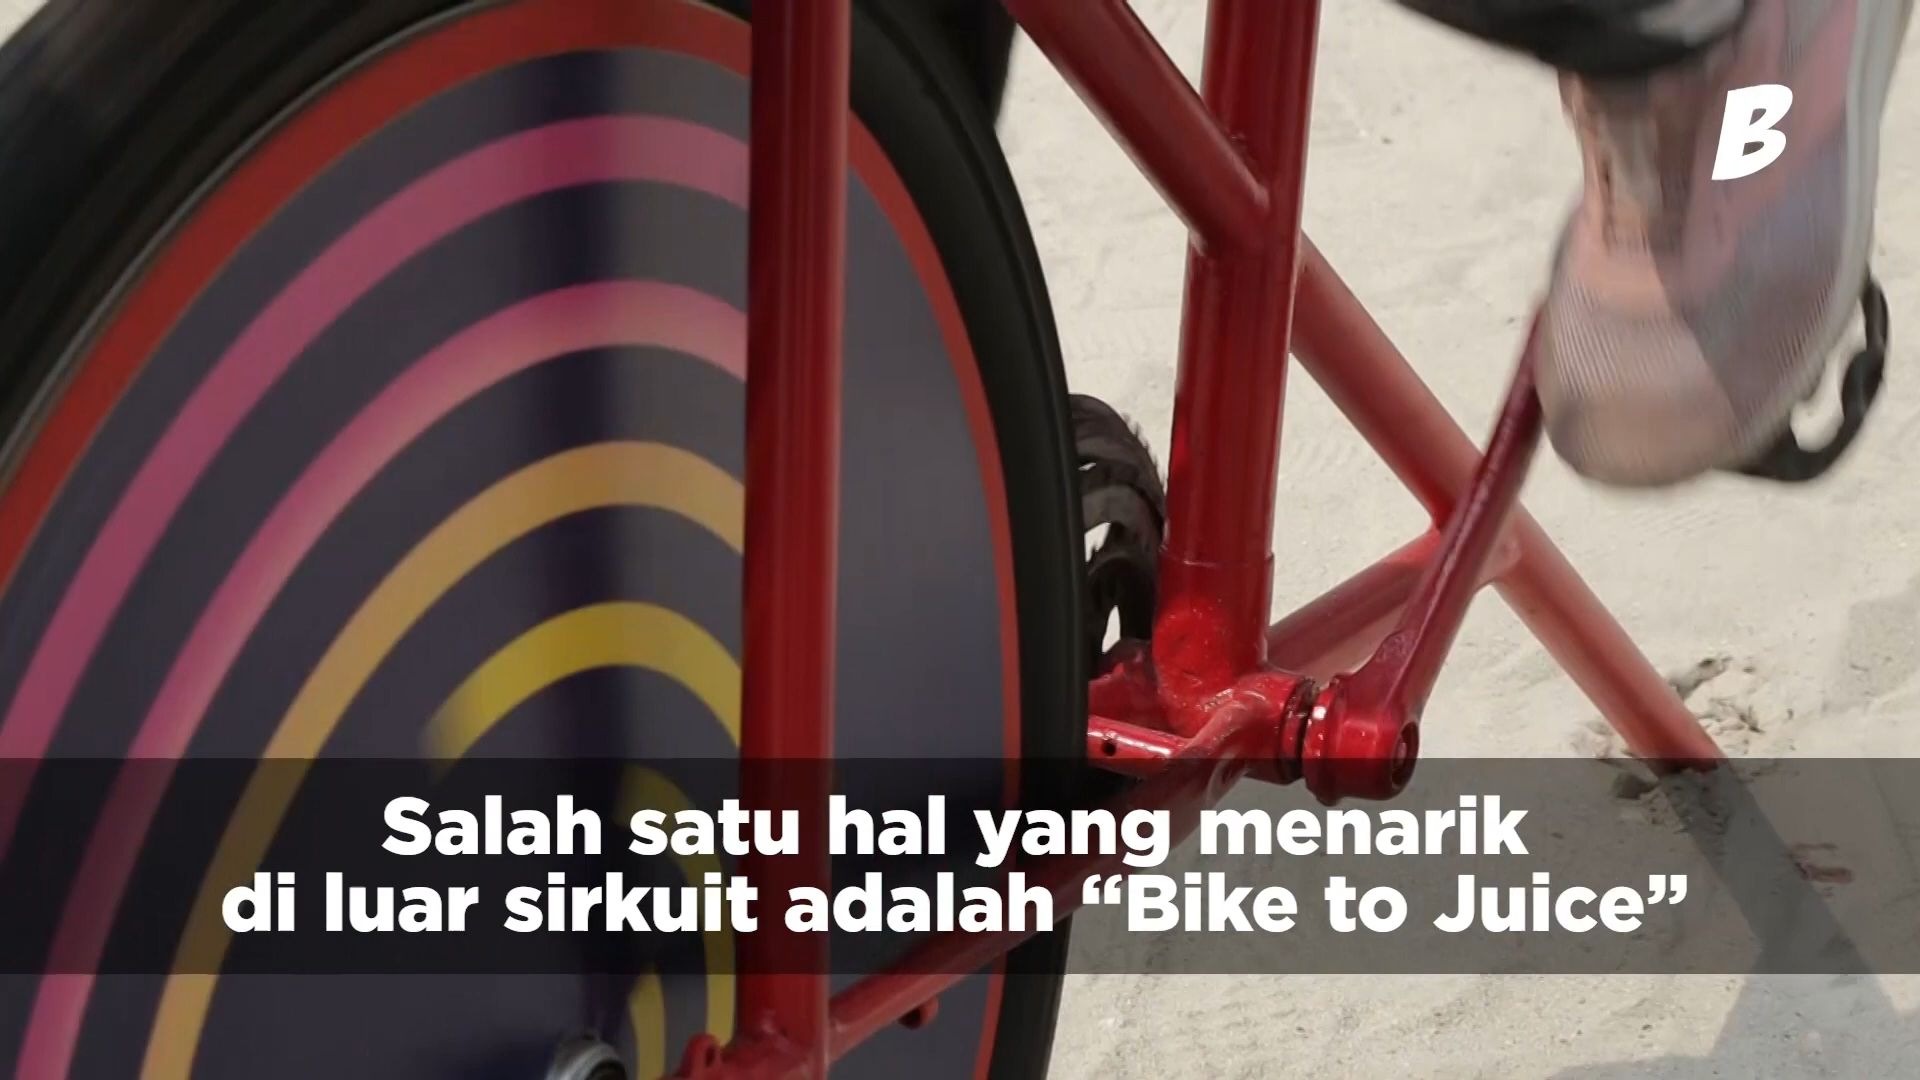 B
Salah satu hal yang menarik
di luar sirkuit adalah “Bike to Juice”